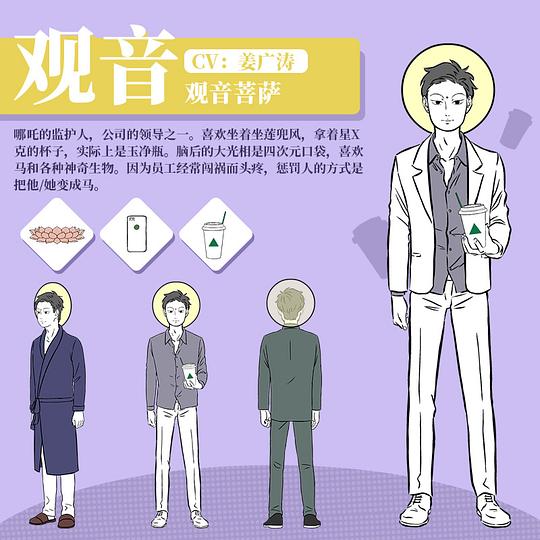 观音
CV：姜广涛
观音菩萨
哪吒的监护人，公司的领导之一。喜欢坐着坐莲兜风，拿着星X
克的杯子，实际上是玉净瓶。脑后的大光相是四次元口袋，喜欢
马和各种神奇生物。因为员工经常闯祸而头疼，惩罚人的方式是
把他/她变成马。